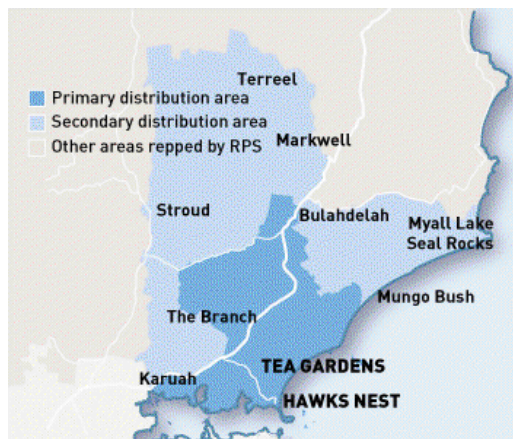 Terreel
Primary distribution area
Secondary distribution area
Markwell
Other areas repped by RPS
Stroud
Bulahdelah
Myall Lake
Seal Rocks
Mungo Bush
The Branch
TEA GARDENS
Karuah
HAWKS NEST